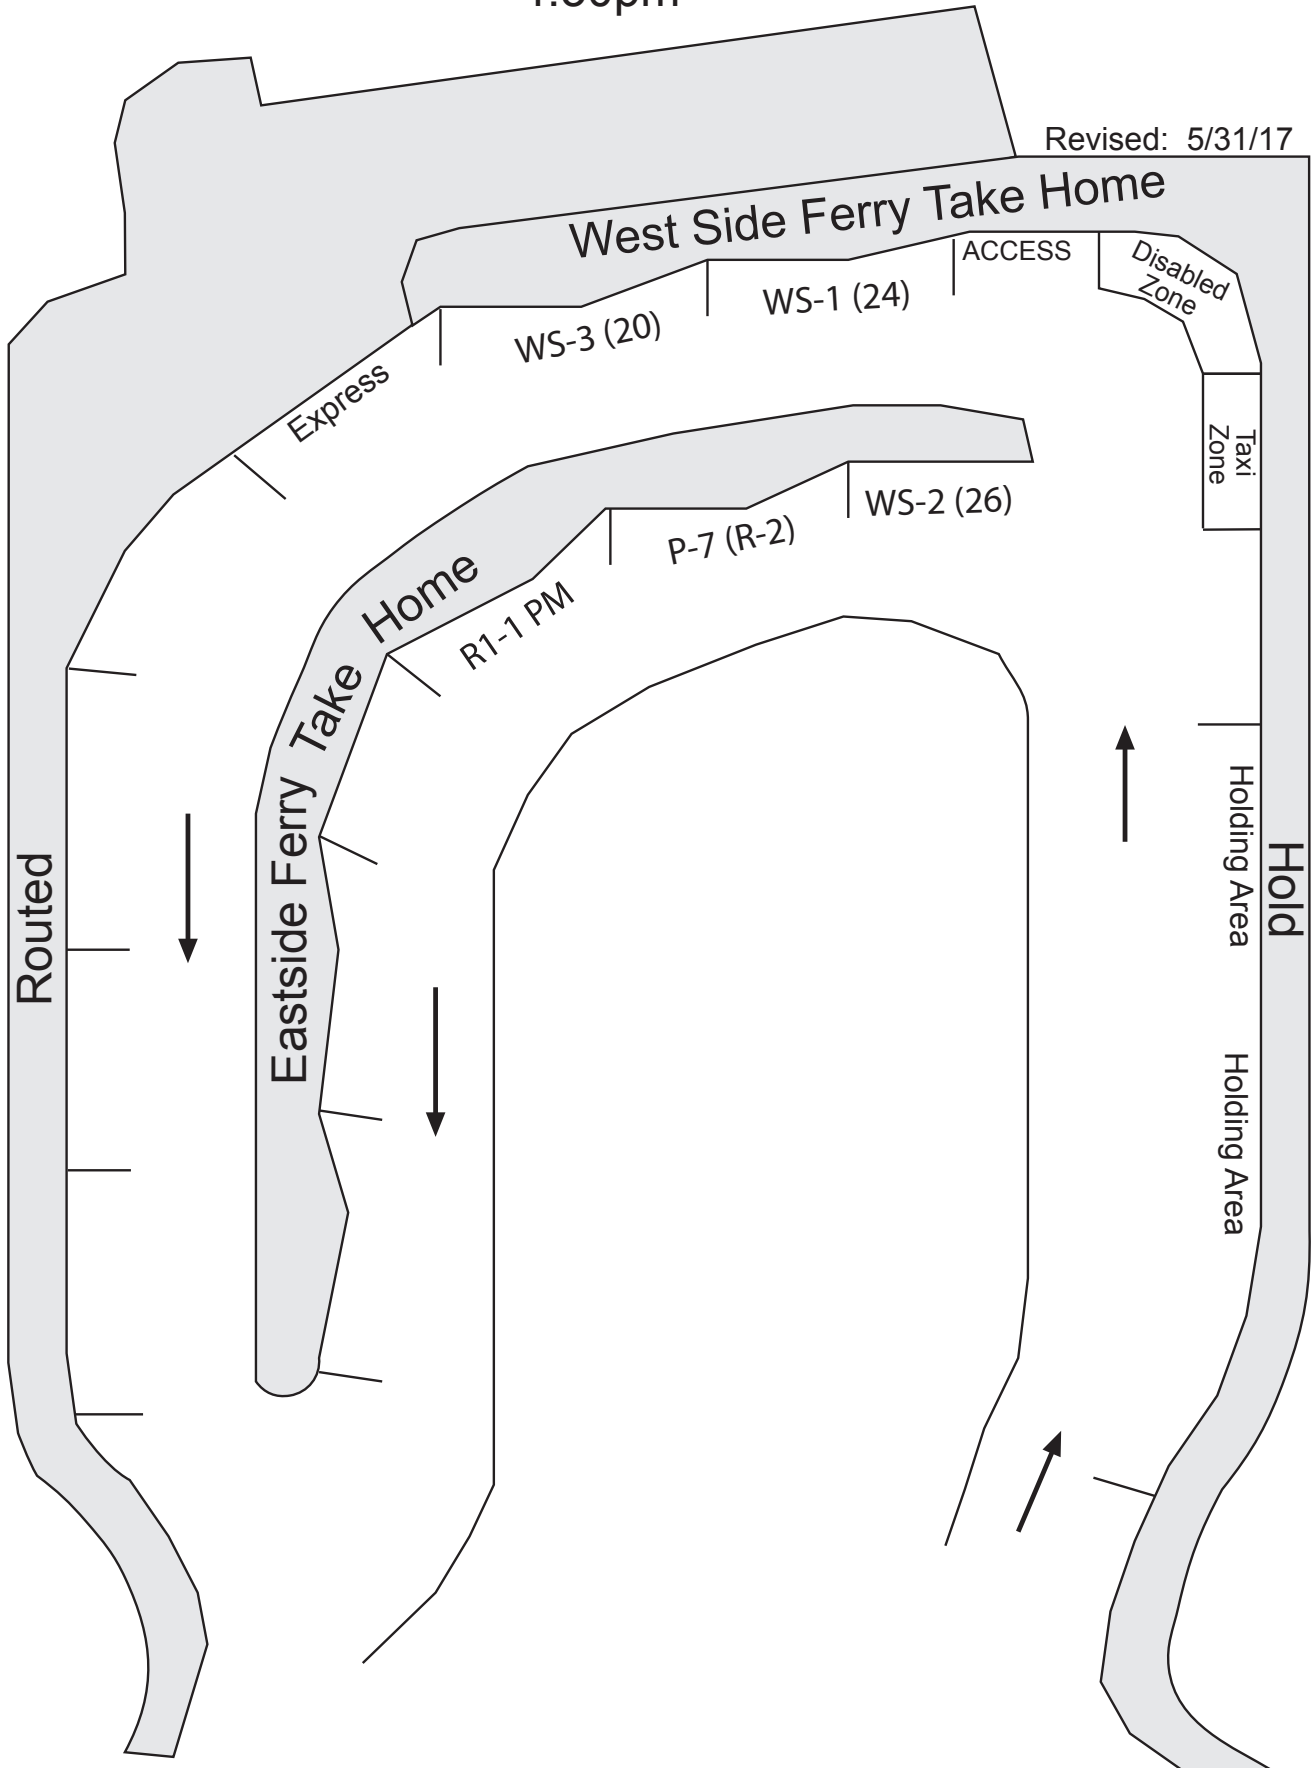 Revised: 5/31/17
West Side Ferry Take Home
ACCESS
Disabled
Zone
WS-1 (24)
WS-3 (20)
Express
Taxi
Zone
WS-2 (26)
P-7 (R-2)
R1-1 PM
Eastside Ferry Take Home
Routed
Hold
Holding Area
Holding Area